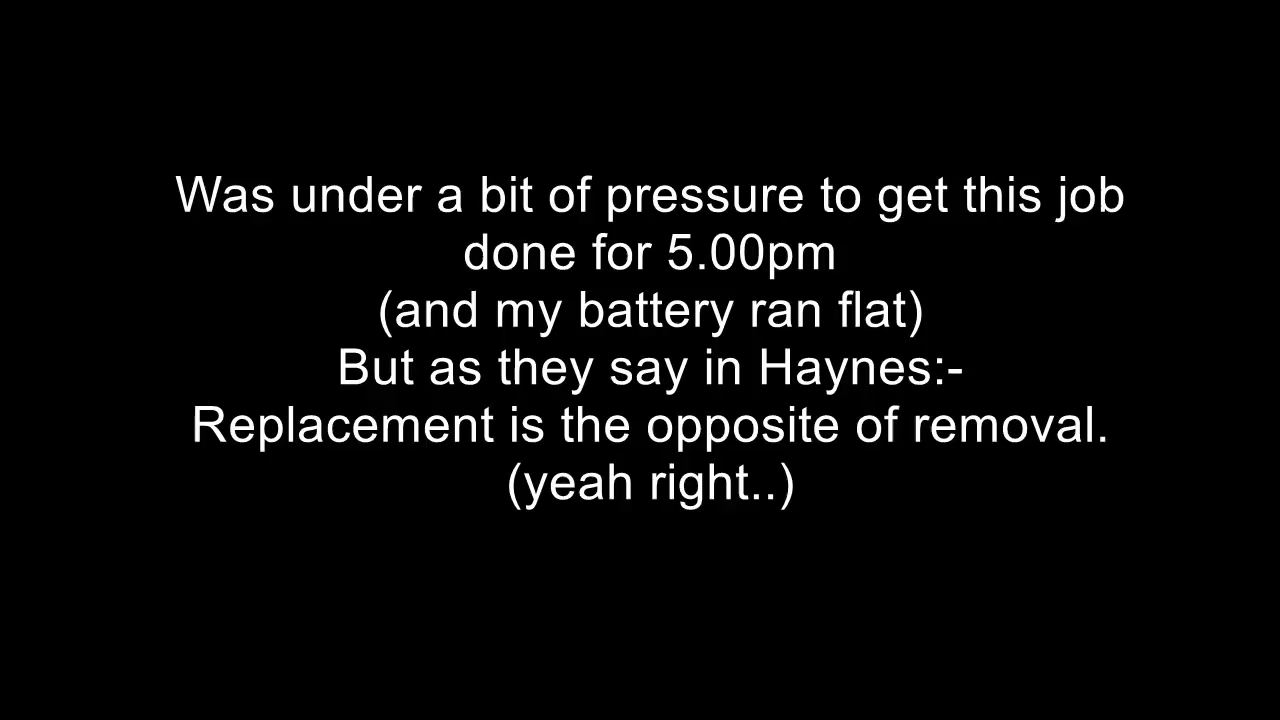 Was under a bit of pressure to get this job
done for 5.00pm
(and my battery ran flat)
But as they say in Haynes:-
Replacement is the opposite of removal.
(yeah right..)